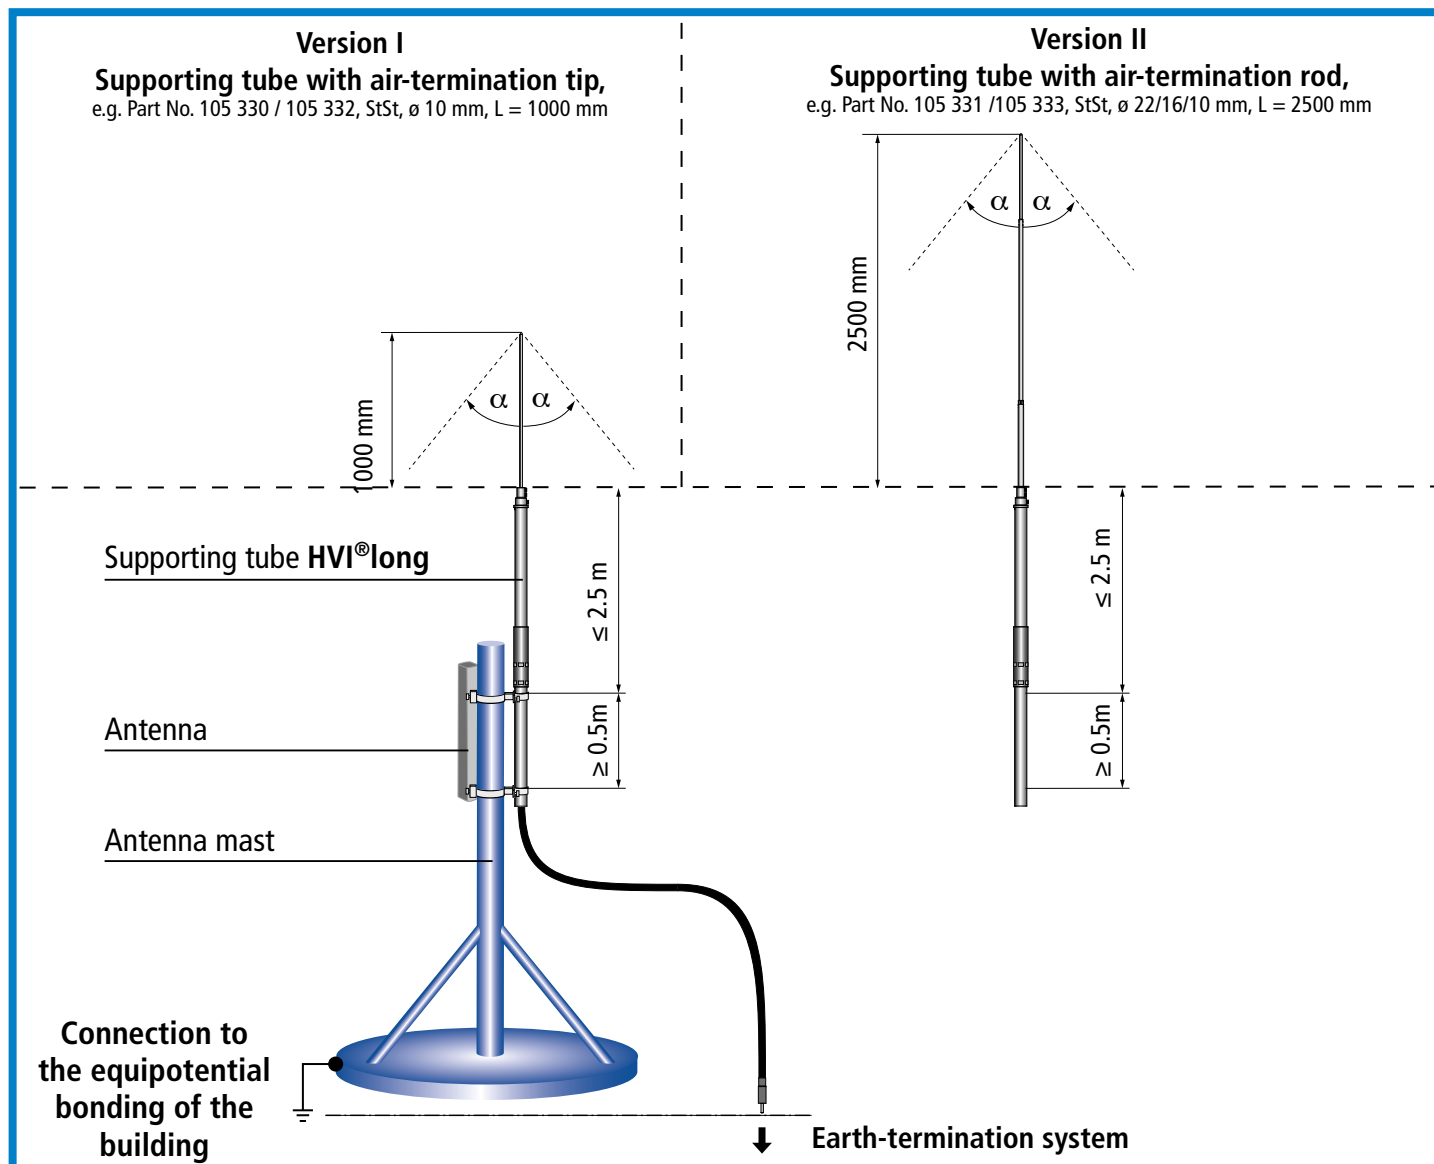 Version I
Supporting tube with air-termination tip,
e.g. Part No. 105 330 / 105 332, StSt, ø 10 mm, L = 1000 mm
Version II
Supporting tube with air-termination rod,
e.g. Part No. 105 331 /105 333, StSt, ø 22/16/10 mm, L = 2500 mm
α α
2500 mm
α α
1000 mm
Supporting tube HVI®long
≤ 2.5 m
≤ 2.5 m
Antenna
≥ 0.5m
≥ 0.5m
Antenna mast
Connection to
the equipotential
bonding of the
building
Earth-termination system